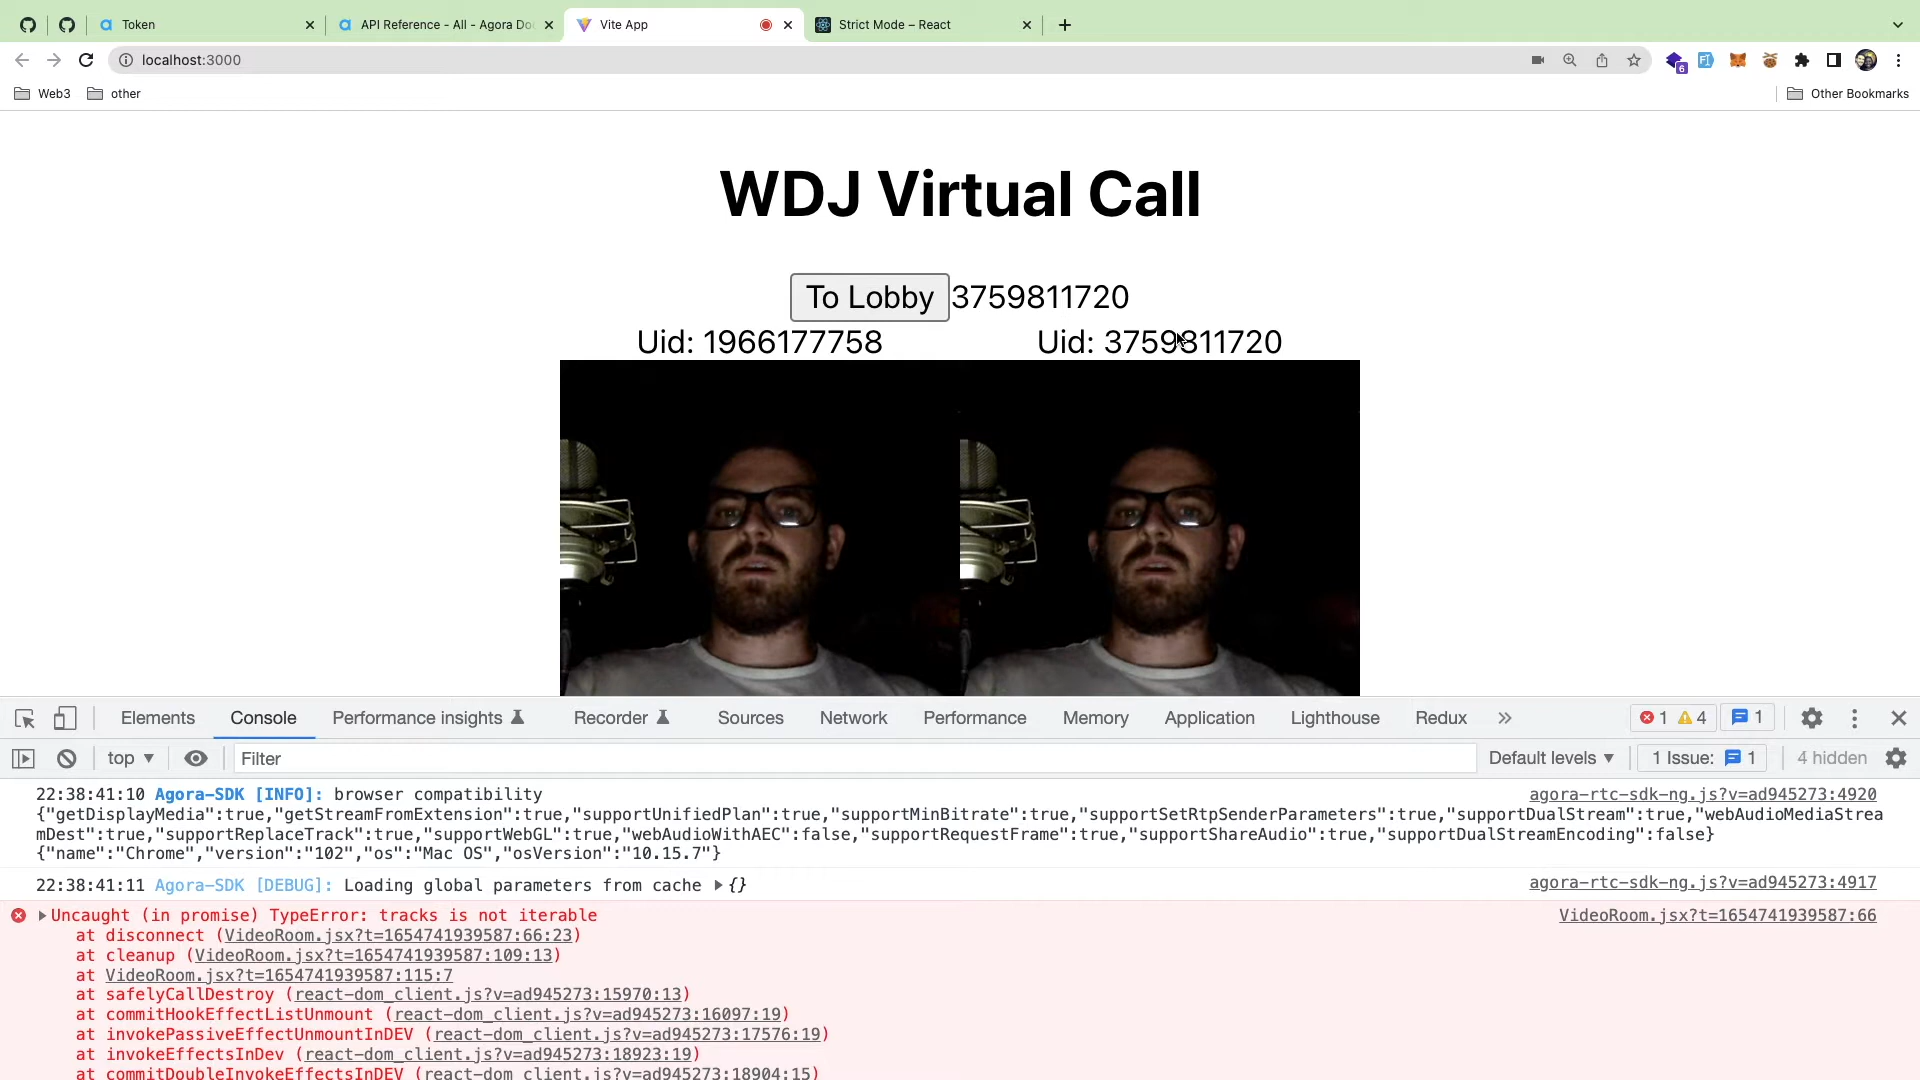 Token
API Reference - All - Agora Do
Vite App
Strict Mode – React
localhost:3000
6
Web3
other
Other Bookmarks
WDJ Virtual Call
To Lobby 3759811720
Uid: 1966177758
Uid: 3759811720
Elements Console Performance insights Recorder Sources Network Performance Memory Application Lighthouse Redux 1 4 1
top Filter Default levels 1 Issue: 1 4 hidden
22:38:41:10 Agora-SDK [INFO]: browser compatibility agora-rtc-sdk-ng.js?v=ad945273:4920
{"getDisplayMedia":true,"getStreamFromExtension":true,"supportUnifiedPlan":true,"supportMinBitrate":true,"supportSetRtpSenderParameters":true,"supportDualStream":true,"webAudioMediaStrea
mDest":true,"supportReplaceTrack":true,"supportWebGL":true,"webAudioWithAEC":false,"supportRequestFrame":true,"supportShareAudio":true,"supportDualStreamEncoding":false}
{"name":"Chrome","version":"102","os":"Mac OS","osVersion":"10.15.7"}
22:38:41:11 Agora-SDK [DEBUG]: Loading global parameters from cache {} agora-rtc-sdk-ng.js?v=ad945273:4917
Uncaught (in promise) TypeError: tracks is not iterable VideoRoom.jsx?t=1654741939587:66
at disconnect (VideoRoom.jsx?t=1654741939587:66:23)
at cleanup (VideoRoom.jsx?t=1654741939587:109:13)
at VideoRoom.jsx?t=1654741939587:115:7
at safelyCallDestroy (react-dom_client.js?v=ad945273:15970:13)
at commitHookEffectListUnmount (react-dom_client.js?v=ad945273:16097:19)
at invokePassiveEffectUnmountInDEV (react-dom_client.js?v=ad945273:17576:19)
at invokeEffectsInDev (react-dom_client.js?v=ad945273:18923:19)
at commitDoubleInvokeEffectsInDEV (react-dom_client.js?v=ad945273:18904:15)